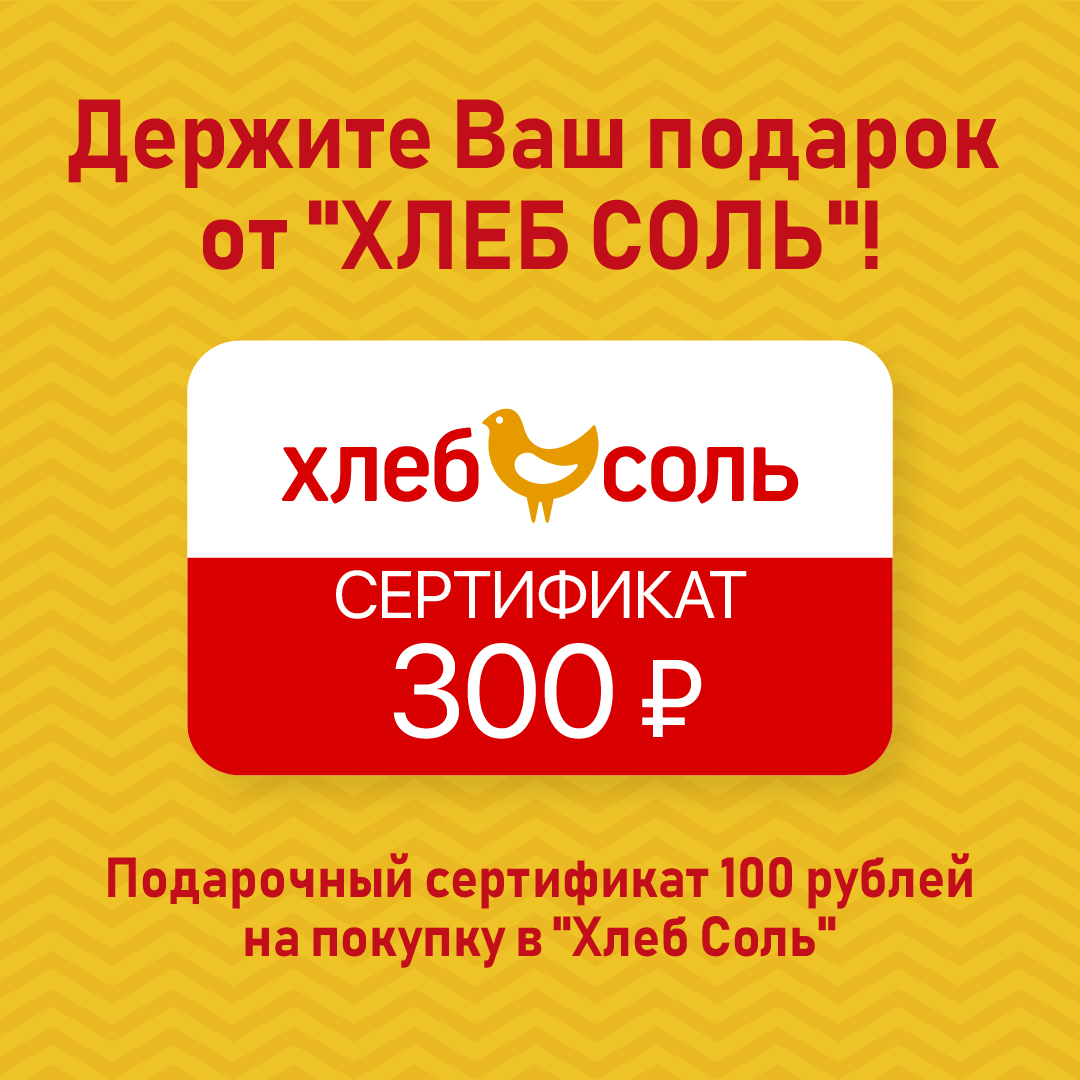 Держите Ваш подарок
от "ХЛЕБ СОЛЬ"!
хлеб соль
СЕРТИФИКАТ
300 ₽
Подарочный сертификат 100 рублей
на покупку в "Хлеб Соль"